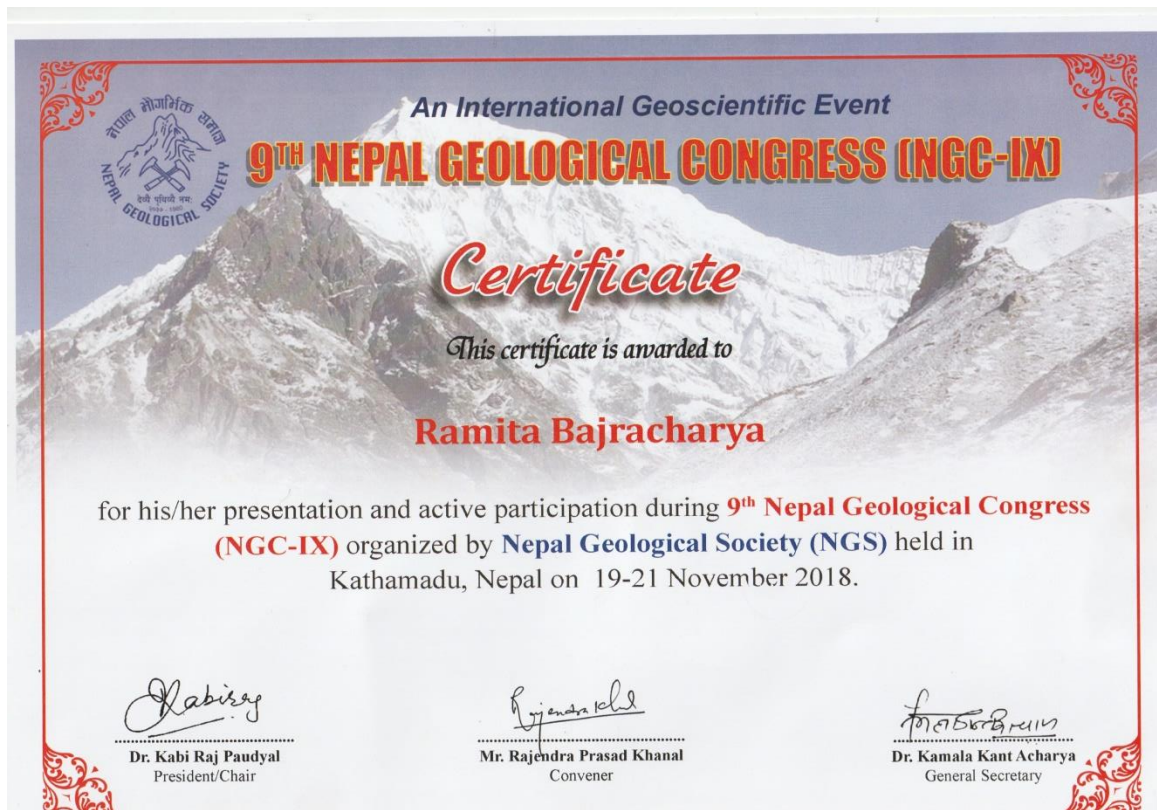 नेपाल भौगर्भिक समाज
NEPAL GEOLOGICAL SOCIETY
An International Geoscientific Event
9TH NEPAL GEOLOGICAL CONGRESS (NGC-IX)
Certificate
This certificate is awarded to
Ramita Bajracharya
for his/her presentation and active participation during 9th Nepal Geological Congress
(NGC-IX) organized by Nepal Geological Society (NGS) held in
Kathamadu, Nepal on 19-21 November 2018.
Dr. Kabi Raj Paudyal
President/Chair
Mr. Rajendra Prasad Khanal
Convener
Dr. Kamala Kant Acharya
General Secretary